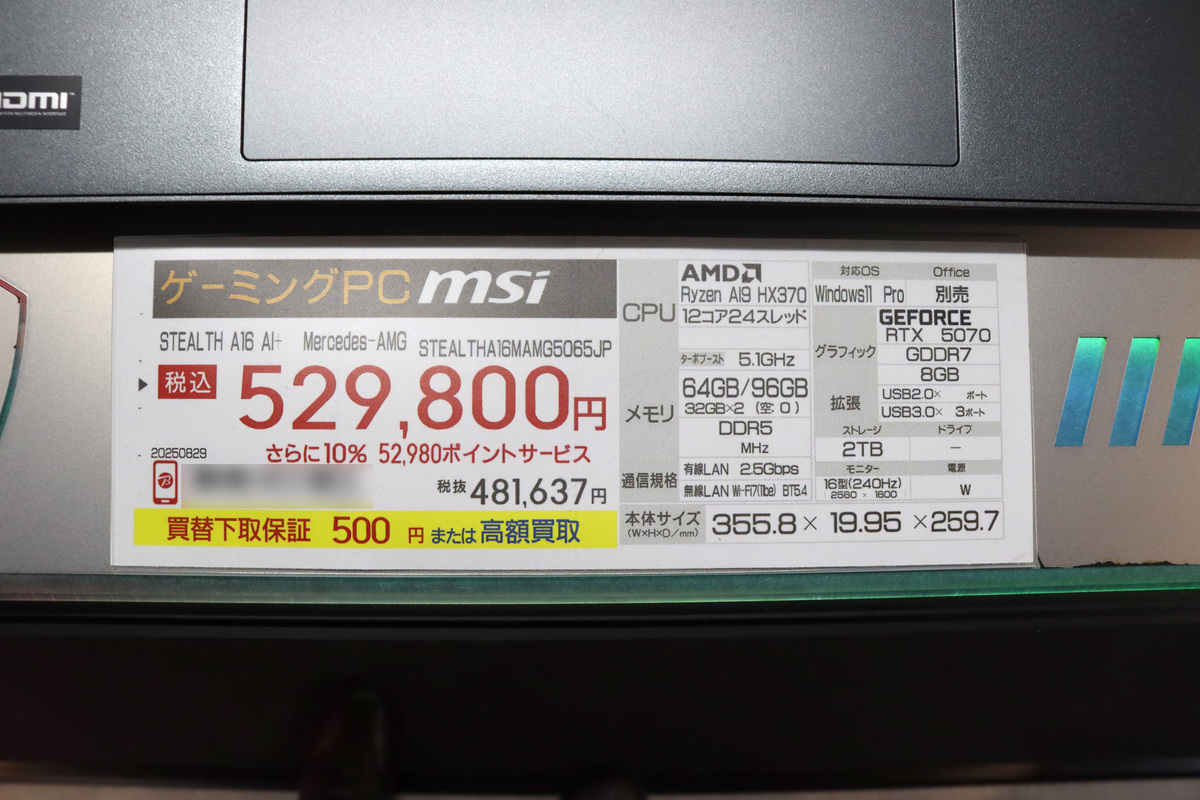 HDMI
ゲーミングPC msi
STEALTH A16 AI+ Mercedes-AMG STEALTHA16MAMG5065JP
税込 529,800円
さらに10% 52,980ポイントサービス
20250829
税抜 481,637円
買替下取保証 500 円 または 高額買取
CPU
AMD
Ryzen AI9 HX370
12コア24スレッド
ターボブースト 5.1GHz
メモリ
64GB/96GB
32GB×2 (空:0)
DDR5
MHz
通信規格
有線LAN 2.5Gbps
無線LAN Wi-Fi7(11be) BT5.4
対応OS Office
Windows11 Pro 別売
グラフィック
GEFORCE
RTX 5070
GDDR7
8GB
拡張
USB2.0× ポート
USB3.0× 3ポート
ストレージ ドライブ
2TB －
モニター 電源
16型(240Hz) W
2560 × 1600
本体サイズ (W×H×D/mm) 355.8× 19.95 ×259.7